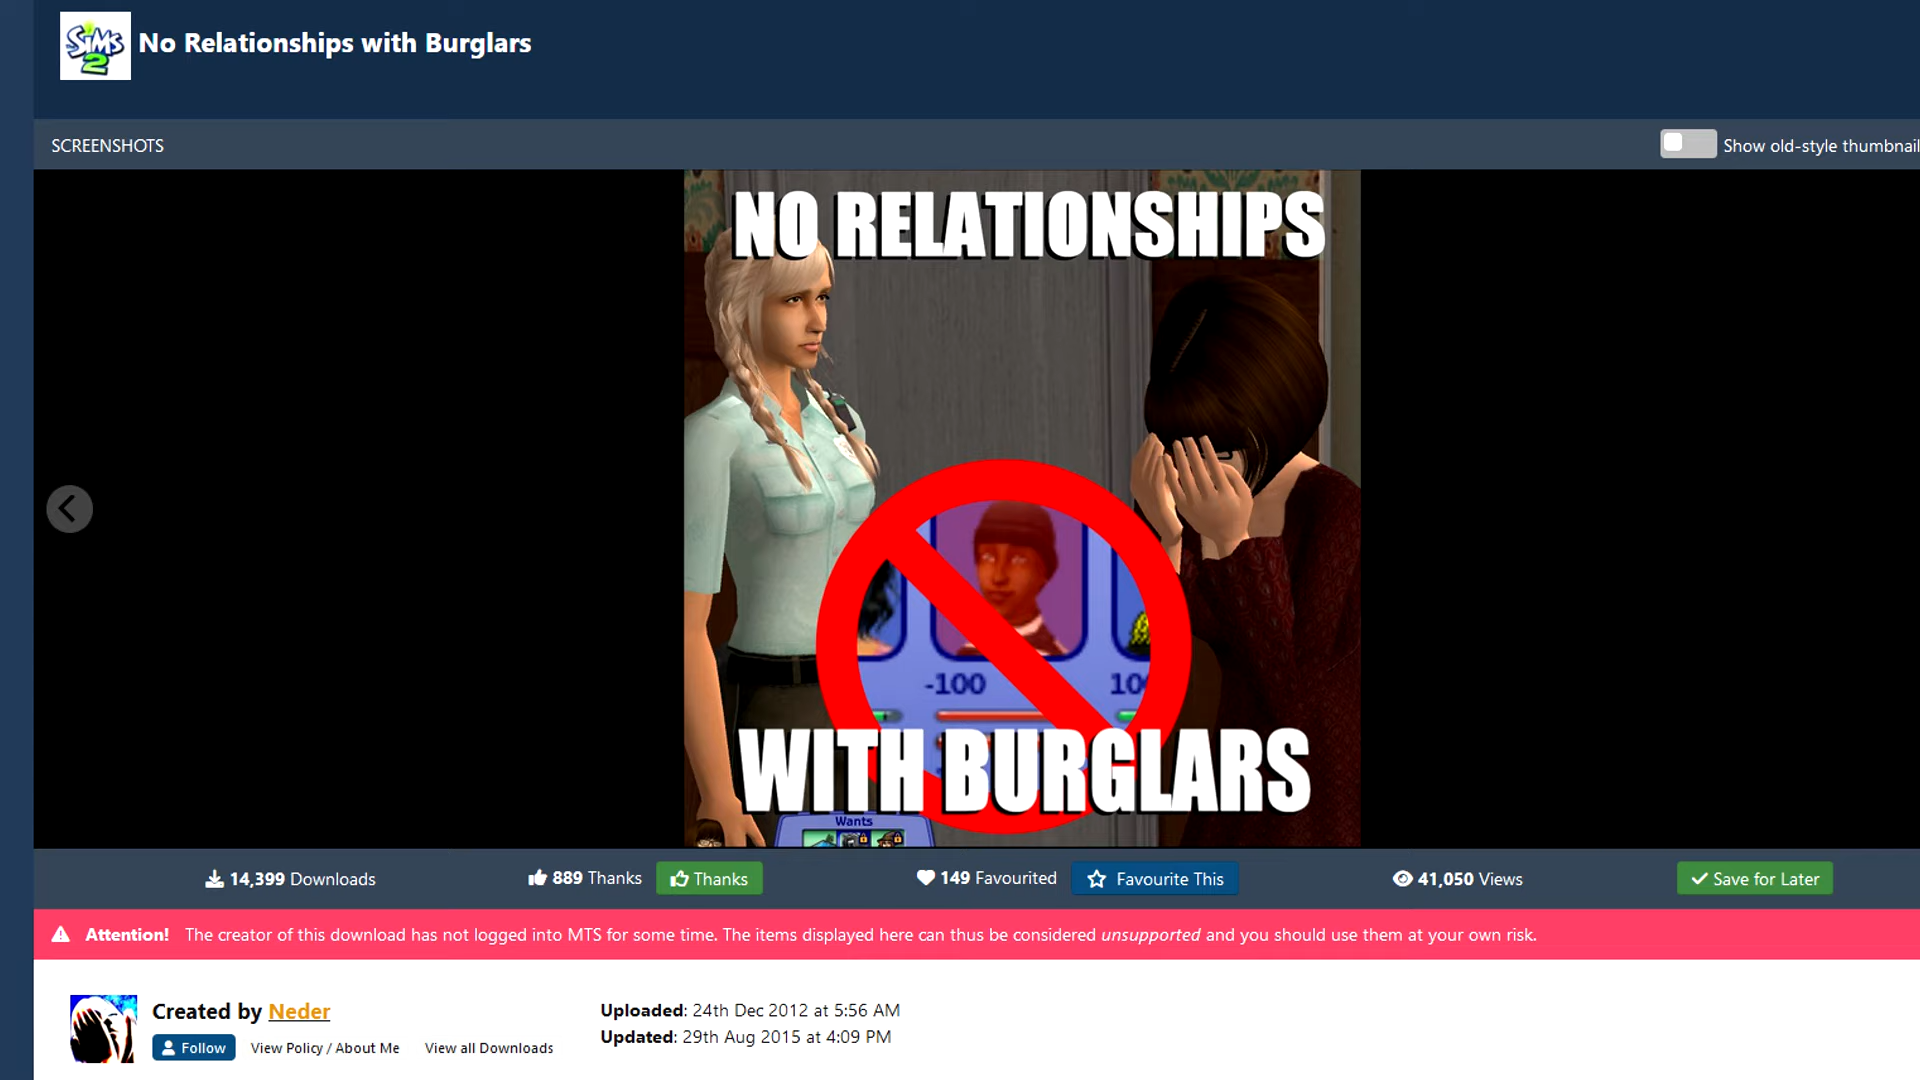 SiMS
2
No Relationships with Burglars
SCREENSHOTS
Show old-style thumbnail
NO RELATIONSHIPS
-100
WITH BURGLARS
Wants
14,399 Downloads
889 Thanks
Thanks
149 Favourited
Favourite This
41,050 Views
Save for Later
Attention! The creator of this download has not logged into MTS for some time. The items displayed here can thus be considered unsupported and you should use them at your own risk.
Created by Neder
Follow
View Policy / About Me
View all Downloads
Uploaded: 24th Dec 2012 at 5:56 AM
Updated: 29th Aug 2015 at 4:09 PM